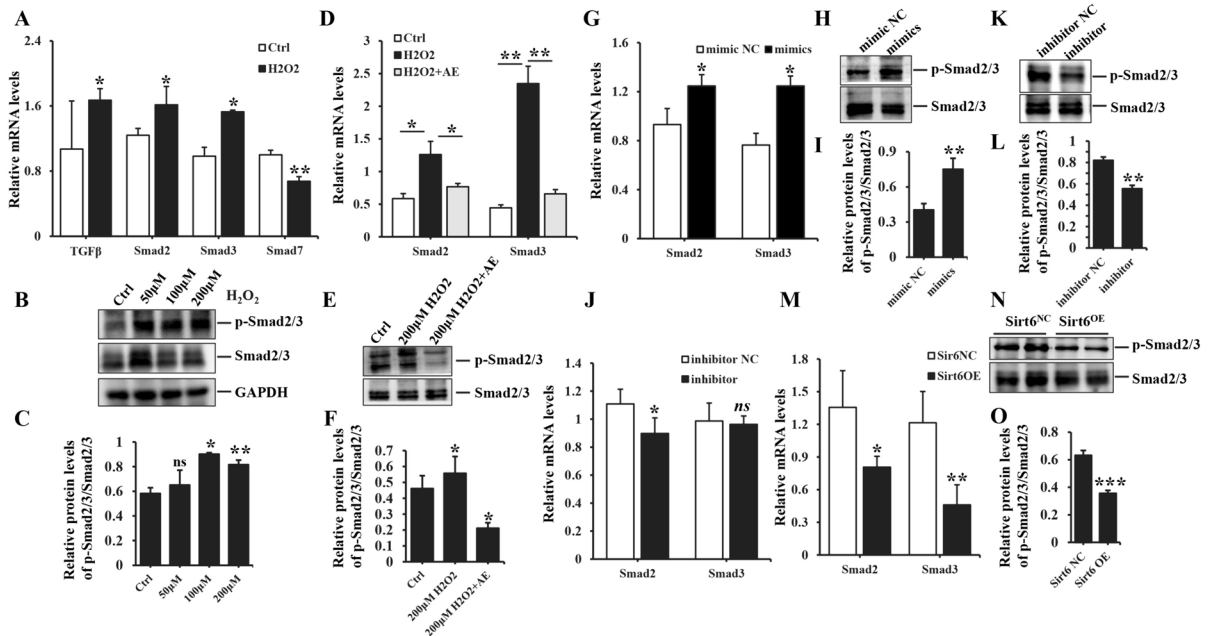 A
Relative mRNA levels
2.4
1.8
1.2
0.6
0
Ctrl
H2O2
*
*
*
**
TGFβ
Smad2
Smad3
Smad7
B
Ctrl
50μM
100μM
200μM
H2O2
p-Smad2/3
Smad2/3
GAPDH
C
Relative protein levels
of p-Smad2/3/Smad2/3
1
0.8
0.6
0.4
0.2
0
ns
*
**
Ctrl
50μM
100μM
200μM
D
Relative mRNA levels
3
2.5
2
1.5
1
0.5
0
Ctrl
H2O2
H2O2+AE
*
*
**
**
Smad2
Smad3
E
Ctrl
200μM H2O2
200μM H2O2+AE
p-Smad2/3
Smad2/3
F
Relative protein levels
of p-Smad2/3/Smad2/3
0.7
0.6
0.5
0.4
0.3
0.2
0.1
0
*
*
Ctrl
200μM H2O2
200μM H2O2+AE
G
Relative mRNA levels
1.6
1.2
0.8
0.4
0
mimic NC
mimics
*
*
Smad2
Smad3
H
mimic NC
mimics
p-Smad2/3
Smad2/3
I
Relative protein levels
of p-Smad2/3/Smad2/3
0.9
0.6
0.3
0
**
mimic NC
mimics
J
Relative mRNA levels
1.4
1.2
1
0.8
0.6
0.4
0.2
0
inhibitor NC
inhibitor
*
ns
Smad2
Smad3
K
inhibitor NC
inhibitor
p-Smad2/3
Smad2/3
L
Relative protein levels
of p-Smad2/3/Smad2/3
1
0.8
0.6
0.4
0.2
0
**
inhibitor NC
inhibitor
M
Relative mRNA levels
1.8
1.5
1.2
0.9
0.6
0.3
0
Sir6NC
Sirt6OE
*
**
Smad2
Smad3
N
Sirt6NC
Sirt6OE
p-Smad2/3
Smad2/3
O
Relative protein levels
of p-Smad2/3/Smad2/3
0.8
0.6
0.4
0.2
0
***
Sirt6 NC
Sirt6 OE